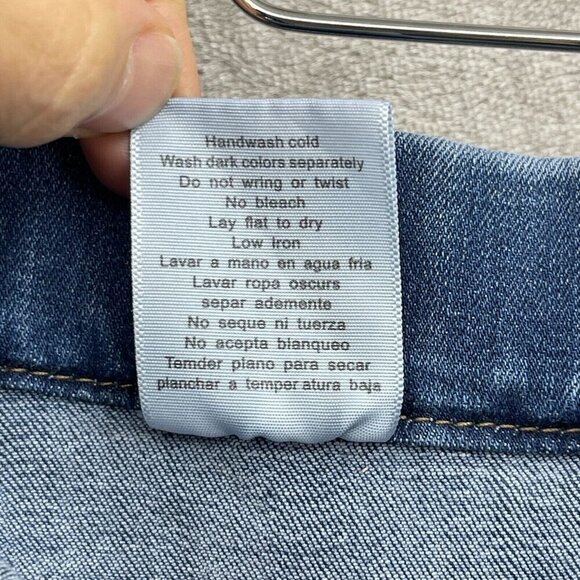 Handwash cold
Wash dark colors separately
Do not wring or twist
No bleach
Lay flat to dry
Low Iron
Lavar a mano en agua fria
Lavar ropa oscurs
separ ademente
No seque ni tuerza
No acepta blanqueo
Temder plano para secar
planchar a temper atura baja